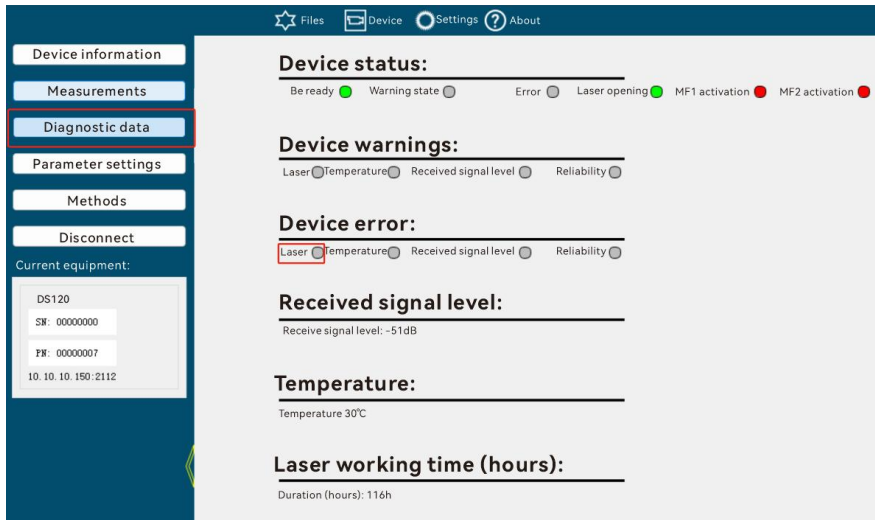 Files Device Settings ? About
Device information
Measurements
Diagnostic data
Parameter settings
Methods
Disconnect
Current equipment:
DS120
SN: 00000000
PN: 00000007
10.10.10.150:2112
Device status:
Be ready Warning state Error Laser opening MF1 activation MF2 activation
Device warnings:
Laser Temperature Received signal level Reliability
Device error:
Laser Temperature Received signal level Reliability
Received signal level:
Receive signal level: -51dB
Temperature:
Temperature 30℃
Laser working time (hours):
Duration (hours): 116h